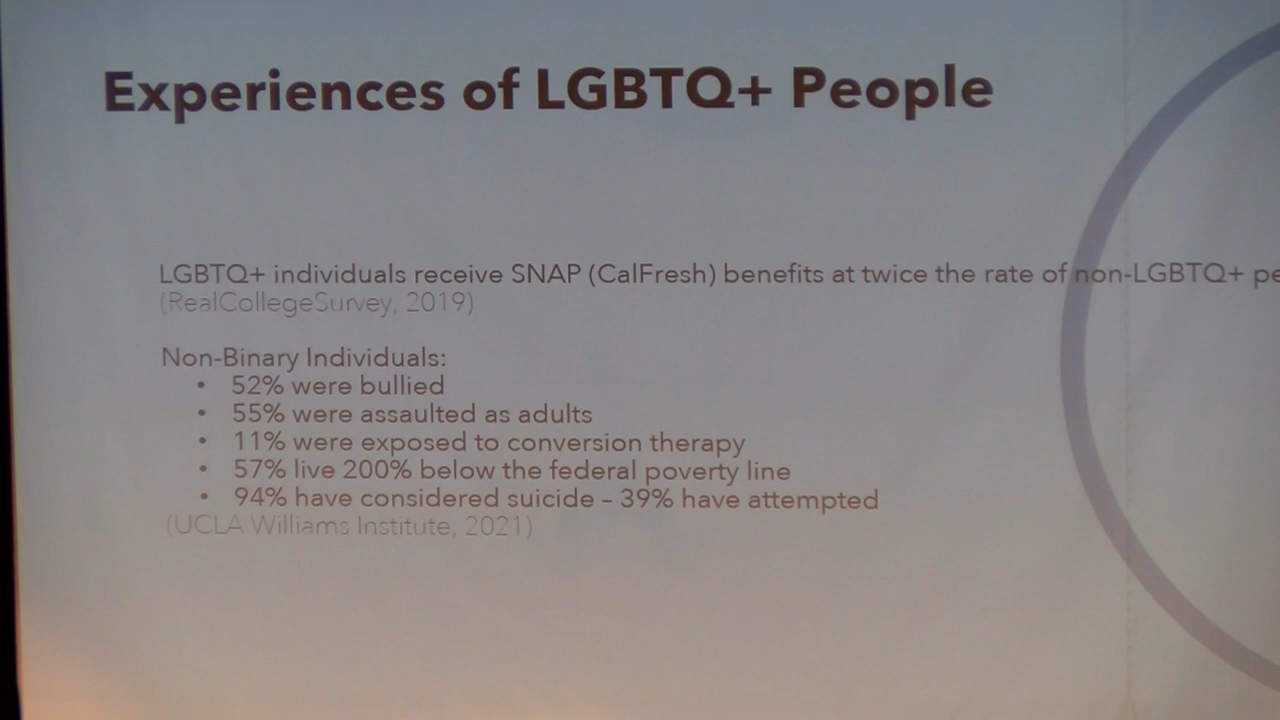 Experiences of LGBTQ+ People
LGBTQ+ individuals receive SNAP (CalFresh) benefits at twice the rate of non-LGBTQ+
(RealCollegeSurvey, 2019)
Non-Binary Individuals:
• 52% were bullied
• 55% were assaulted as adults
• 11% were exposed to conversion therapy
• 57% live 200% below the federal poverty line
• 94% have considered suicide – 39% have attempted
(UCLA Williams Institute, 2021)